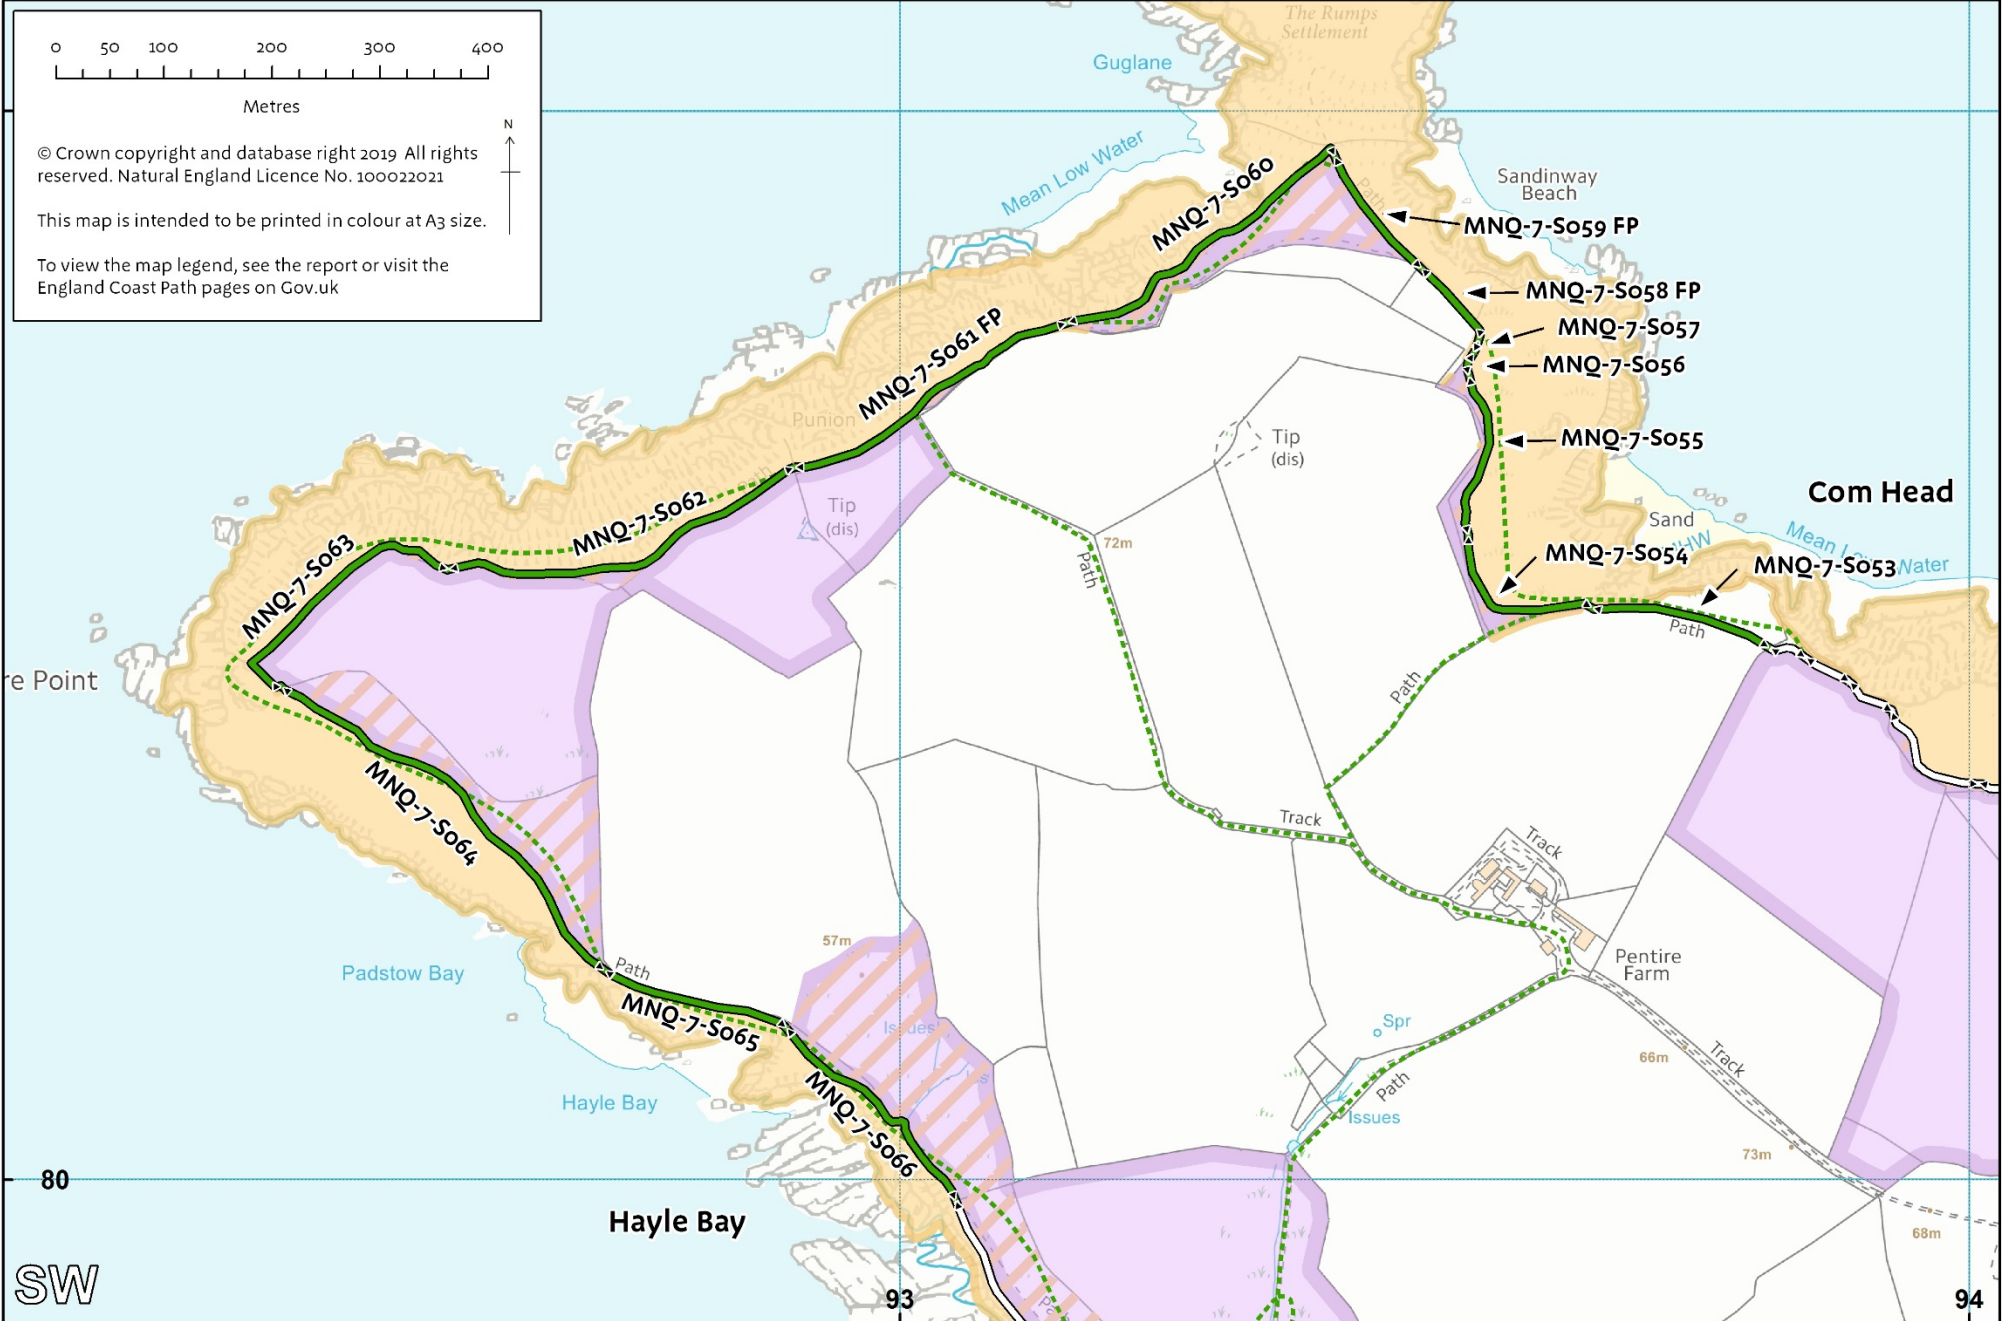 0 50 100 200 300 400
Metres
N
© Crown copyright and database right 2019 All rights
reserved. Natural England Licence No. 100022021
This map is intended to be printed in colour at A3 size.
To view the map legend, see the report or visit the
England Coast Path pages on Gov.uk
The Rumps
Settlement
Guglane
Mean Low Water
MNQ-7-S060
Path
Sandinway
Beach
MNQ-7-S059 FP
MNQ-7-S058 FP
MNQ-7-S057
MNQ-7-S056
MNQ-7-S055
MNQ-7-S061 FP
Punion
Tip
(dis)
Com Head
Sand
Mean Low Water
MNQ-7-S054
MNQ-7-S053
Path
Tip
(dis)
72m
Path
MNQ-7-S062
MNQ-7-S063
re Point
Path
MNQ-7-S064
Track
Track
57m
Pentire
Farm
Padstow Bay
Path
MNQ-7-S065
Issues
Spr
66m
Track
Path
Issues
Hayle Bay
MNQ-7-S066
73m
80
Hayle Bay
68m
SW
93
94